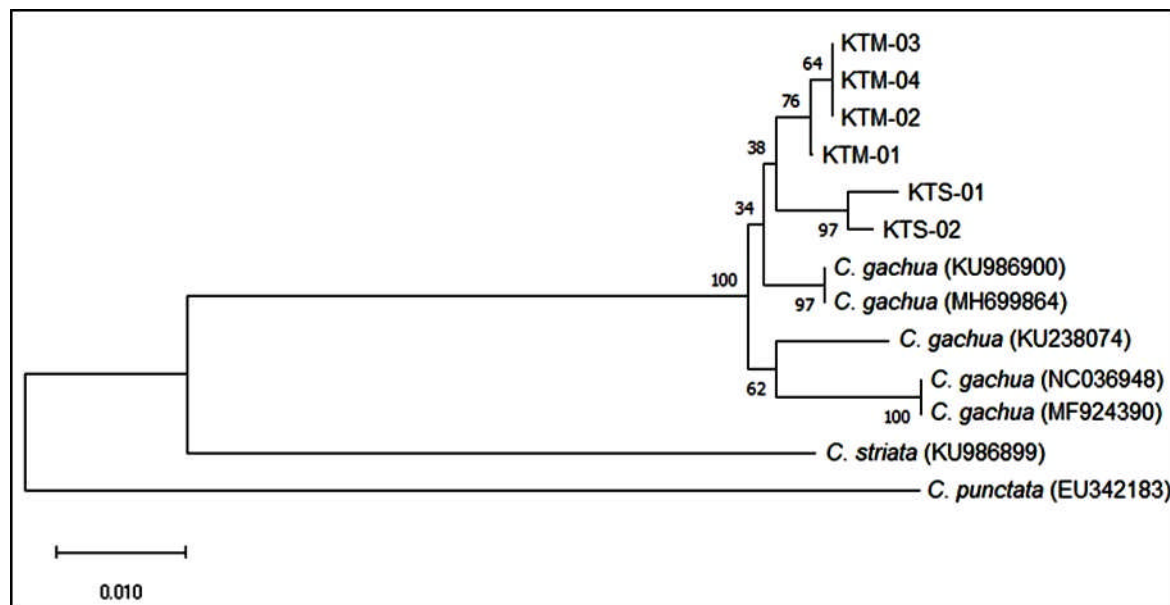 KTM-03
64
KTM-04
76
KTM-02
38
KTM-01
KTS-01
34
97
KTS-02
C. gachua (KU986900)
100
97
C. gachua (MH699864)
C. gachua (KU238074)
62
C. gachua (NC036948)
100
C. gachua (MF924390)
C. striata (KU986899)
C. punctata (EU342183)
0.010